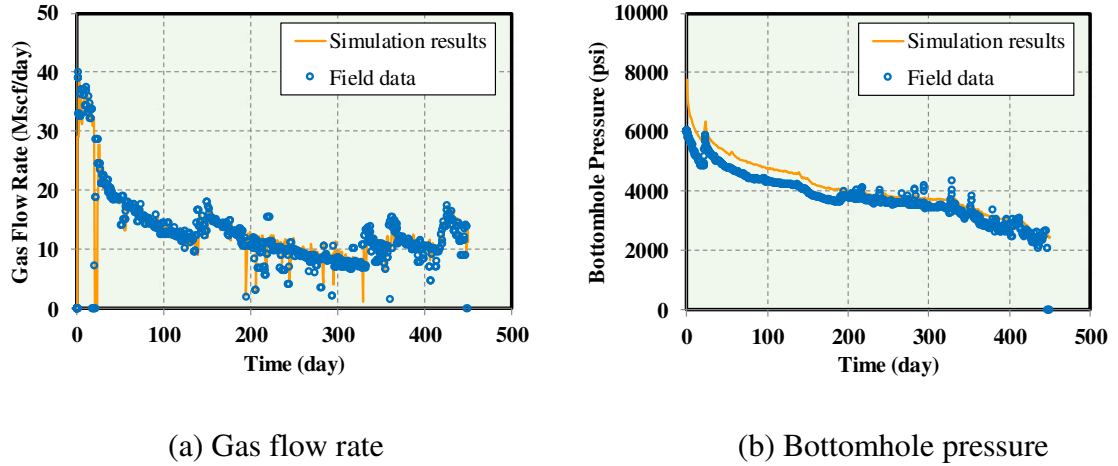 Gas Flow Rate (Mscf/day)
50
40
30
20
10
0
Simulation results
Field data
0 100 200 300 400 500
Time (day)
(a) Gas flow rate
Bottomhole Pressure (psi)
10000
8000
6000
4000
2000
0
Simulation results
Field data
0 100 200 300 400 500
Time (day)
(b) Bottomhole pressure